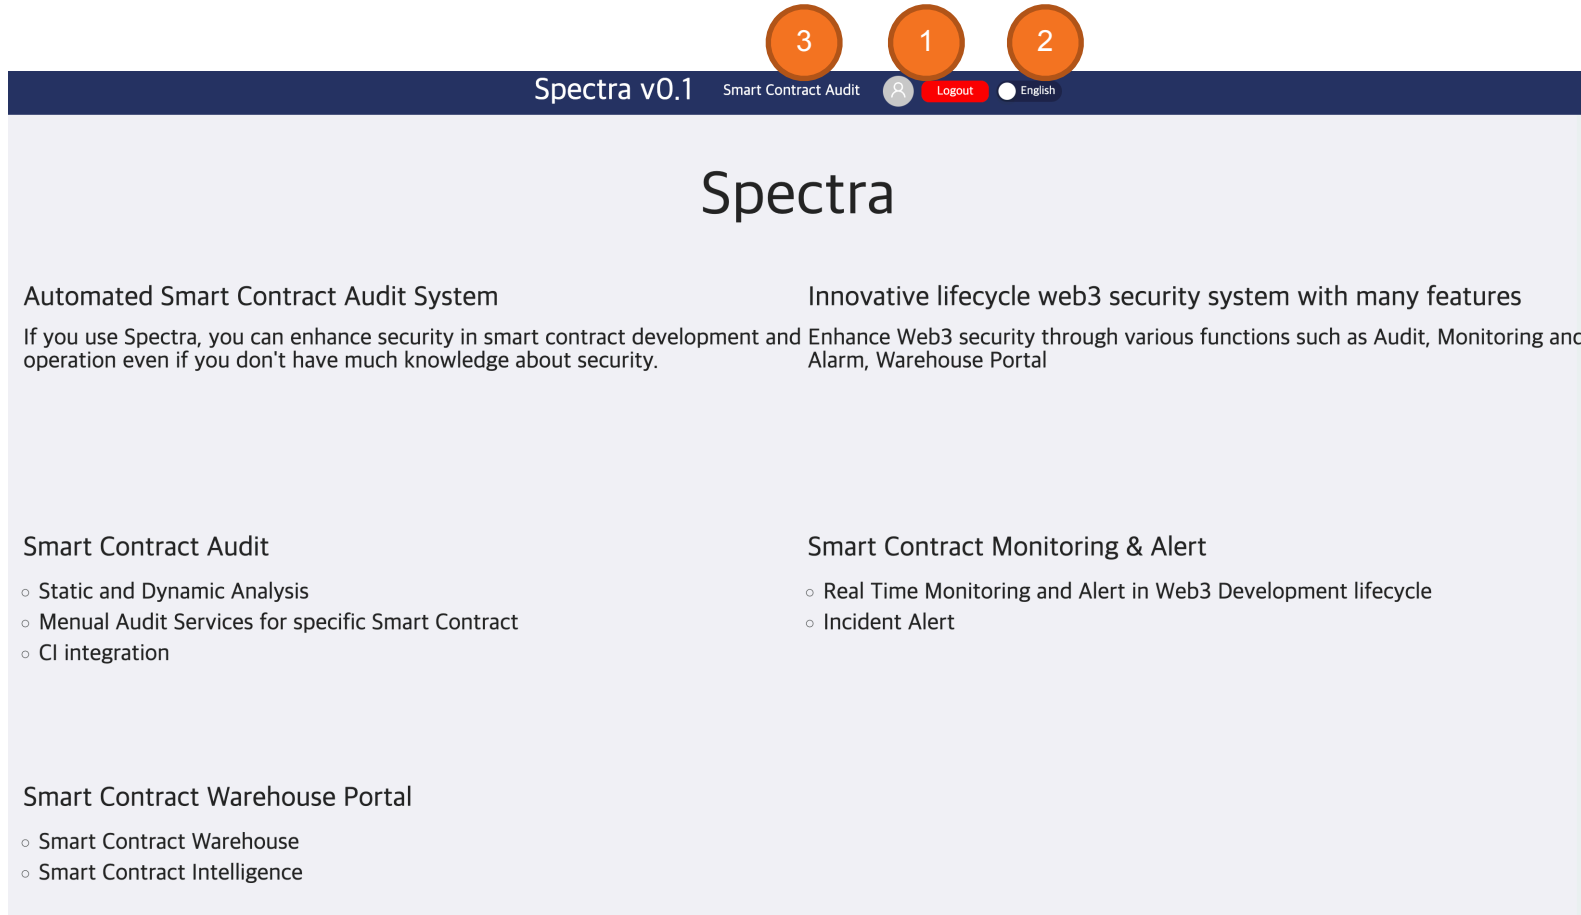 3 1 2
Spectra v0.1 Smart Contract Audit Logout English
Spectra
Automated Smart Contract Audit System
If you use Spectra, you can enhance security in smart contract development and
operation even if you don't have much knowledge about security.
Innovative lifecycle web3 security system with many features
Enhance Web3 security through various functions such as Audit, Monitoring and
Alarm, Warehouse Portal
Smart Contract Audit
Static and Dynamic Analysis
Menual Audit Services for specific Smart Contract
CI integration
Smart Contract Monitoring & Alert
Real Time Monitoring and Alert in Web3 Development lifecycle
Incident Alert
Smart Contract Warehouse Portal
Smart Contract Warehouse
Smart Contract Intelligence